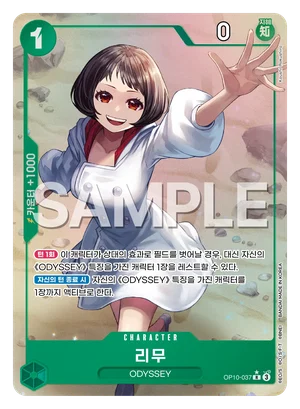 1
0
지혜
知
카운터 +1000
SAMPLE
턴 1회 이 캐릭터가 상대의 효과로 필드를 벗어날 경우, 대신 자신의
《ODYSSEY》 특징을 가진 캐릭터 1장을 레스트할 수 있다.
자신의 턴 종료 시 자신의 《ODYSSEY》 특징을 가진 캐릭터를
1장까지 액티브로 한다.
CHARACTER
리무
ODYSSEY
OP10-037 R
3